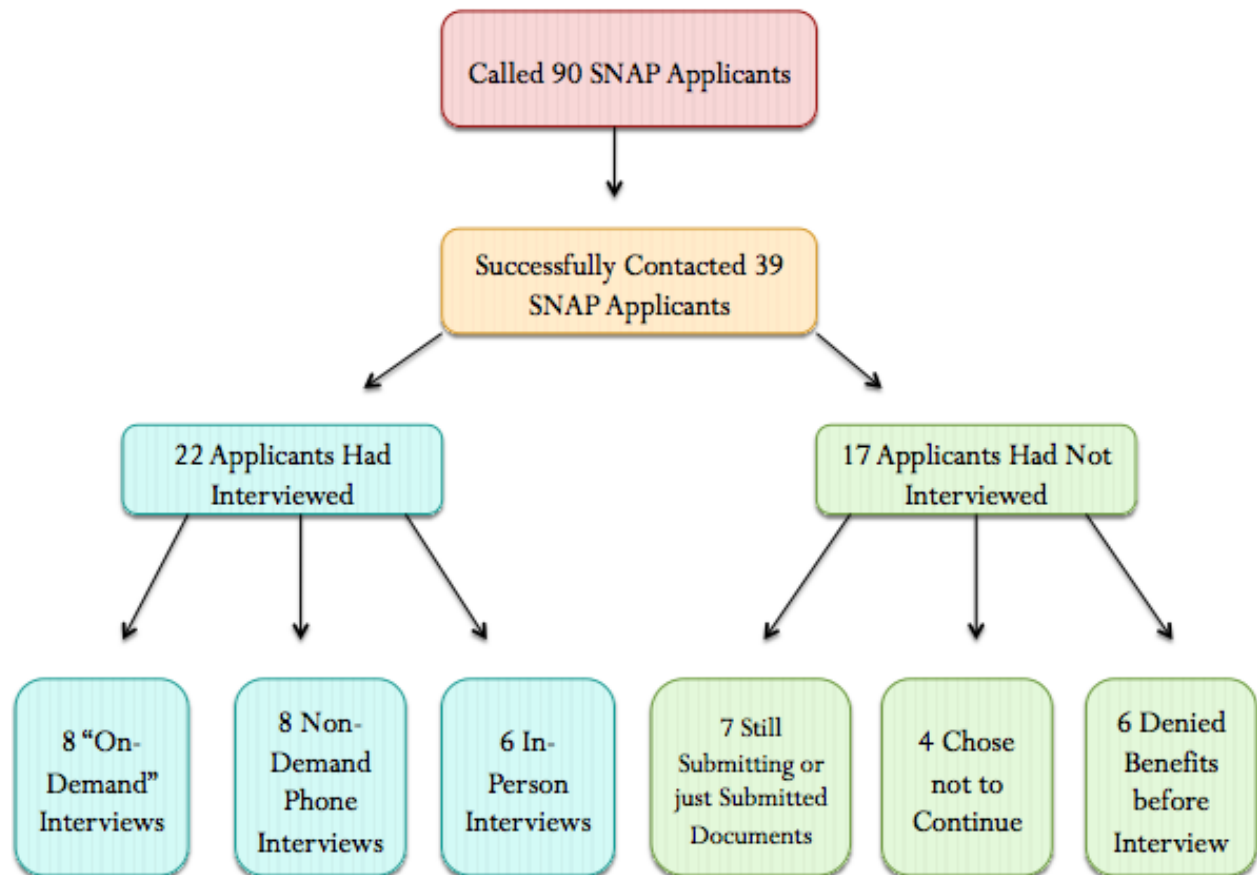 Called 90 SNAP Applicants
Successfully Contacted 39
SNAP Applicants
22 Applicants Had
Interviewed
17 Applicants Had Not
Interviewed
8 “On-
Demand”
Interviews
8 Non-
Demand
Phone
Interviews
6 In-
Person
Interviews
7 Still
Submitting or
just Submitted
Documents
4 Chose
not to
Continue
6 Denied
Benefits
before
Interview